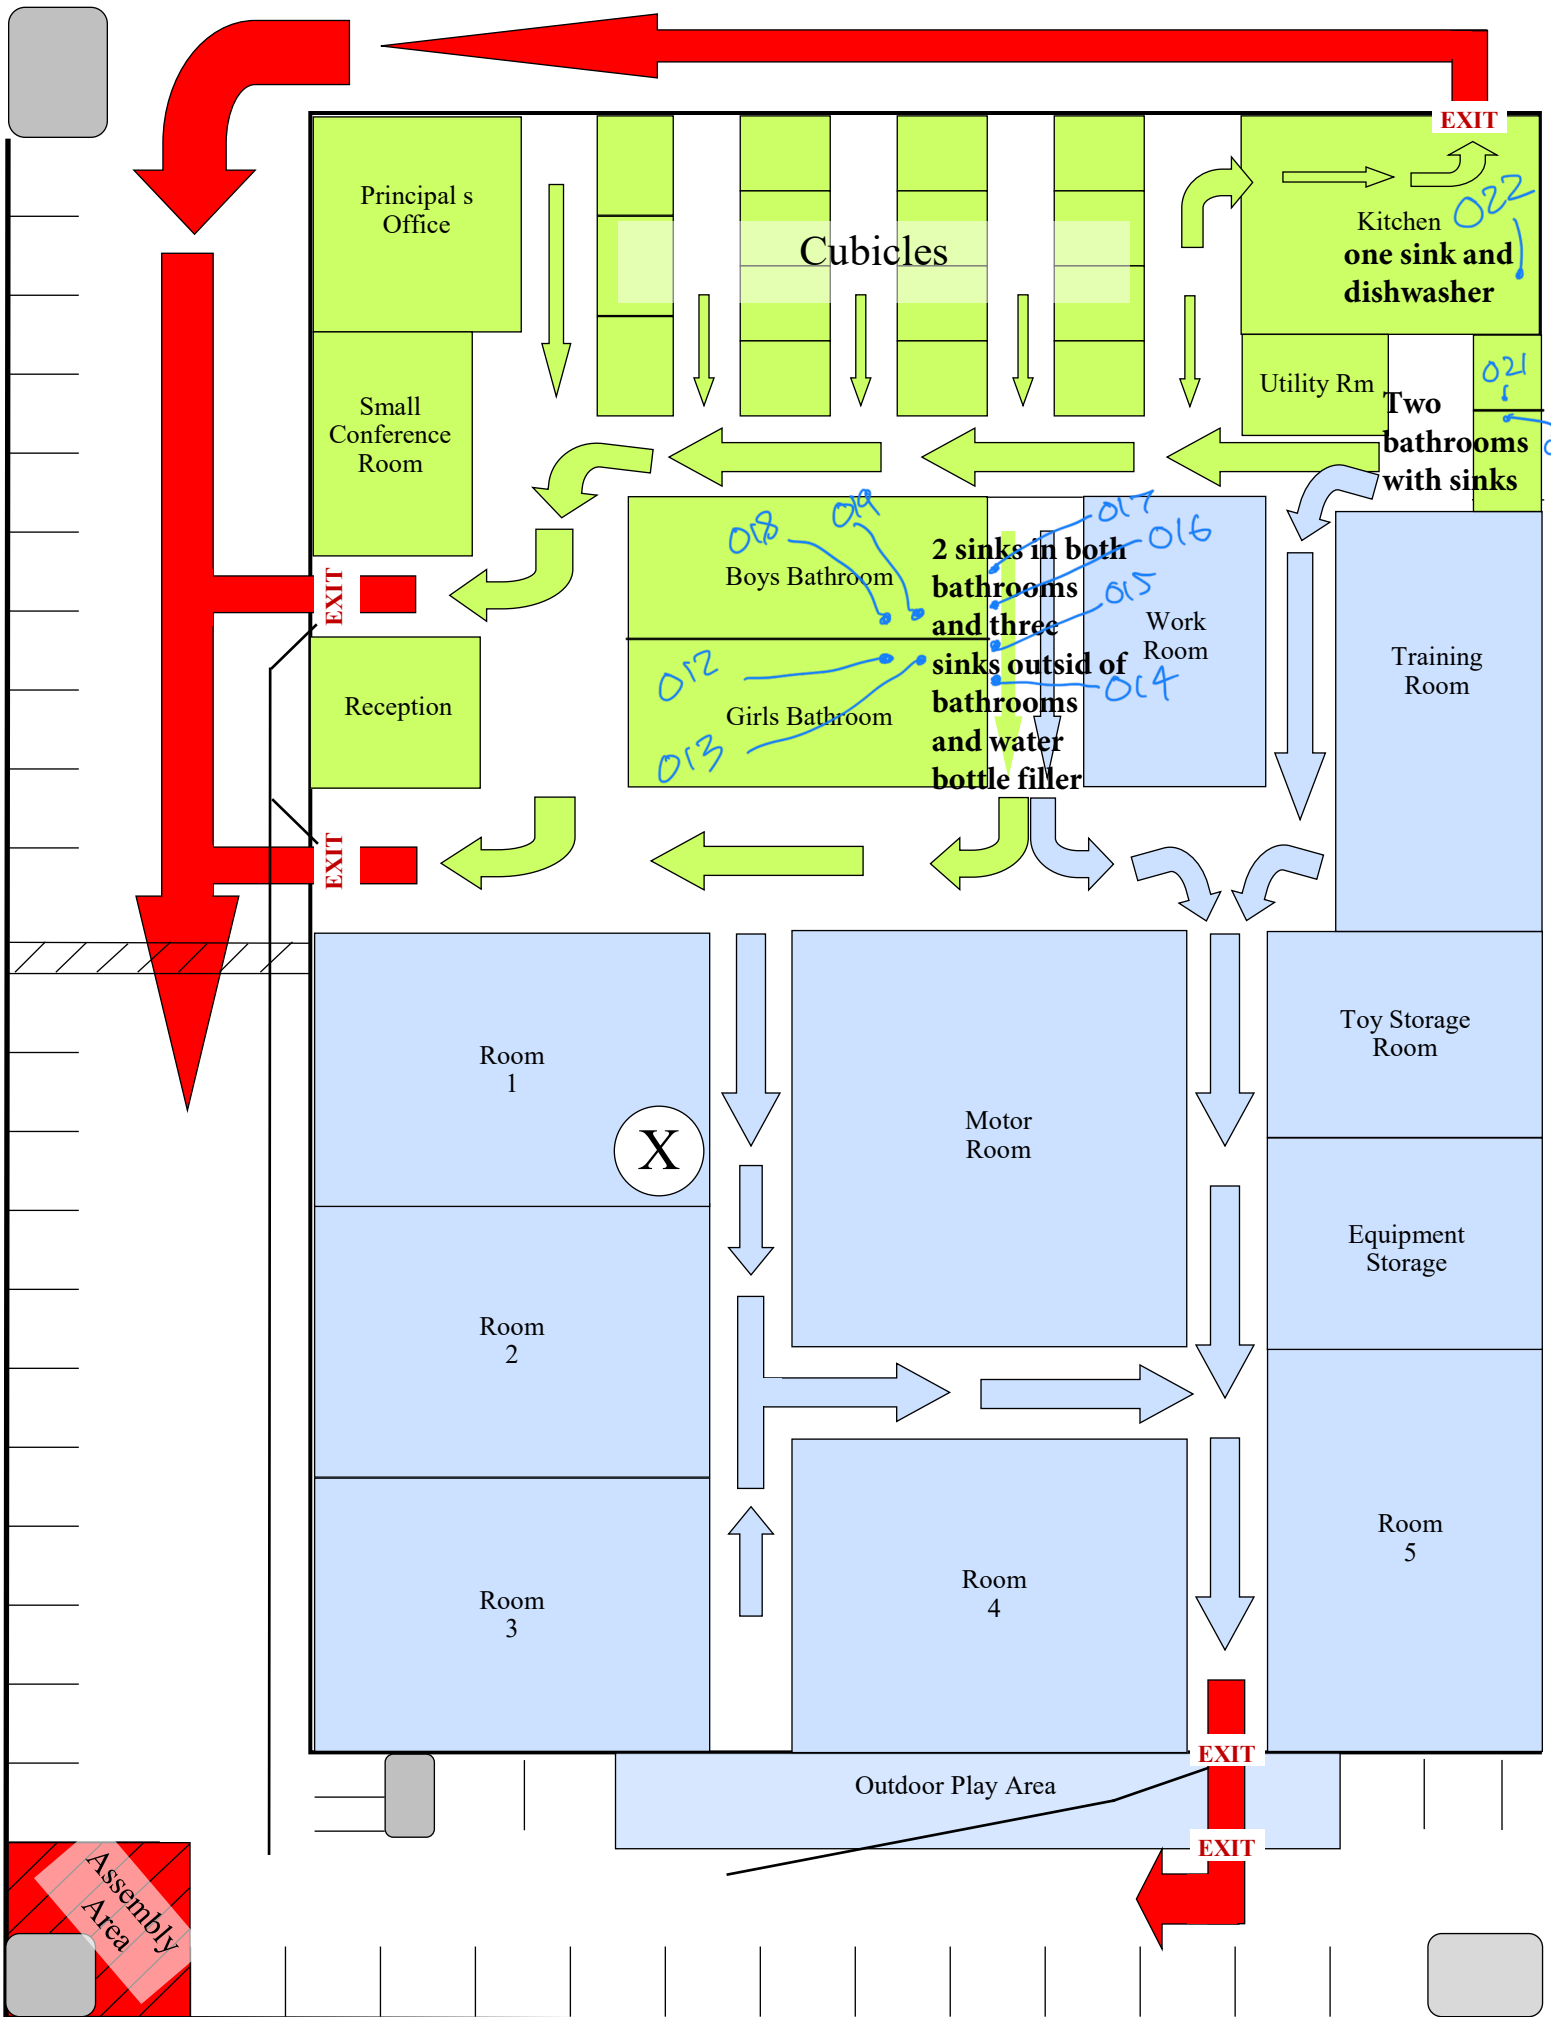 EXIT
Principal s
Office
Cubicles
Kitchen
022
one sink and
dishwasher
Small
Conference
Room
Utility Rm
021
Two
bathrooms
with sinks
018
019
Boys Bathroom
2 sinks in both
bathrooms
and three
sinks outsid of
bathrooms
and water
bottle filler
017
016
015
014
Work
Room
Training
Room
EXIT
012
Girls Bathroom
013
Reception
EXIT
Room
1
X
Motor
Room
Toy Storage
Room
Equipment
Storage
Room
2
Room
3
Room
4
Room
5
EXIT
Outdoor Play Area
EXIT
Assembly
Area